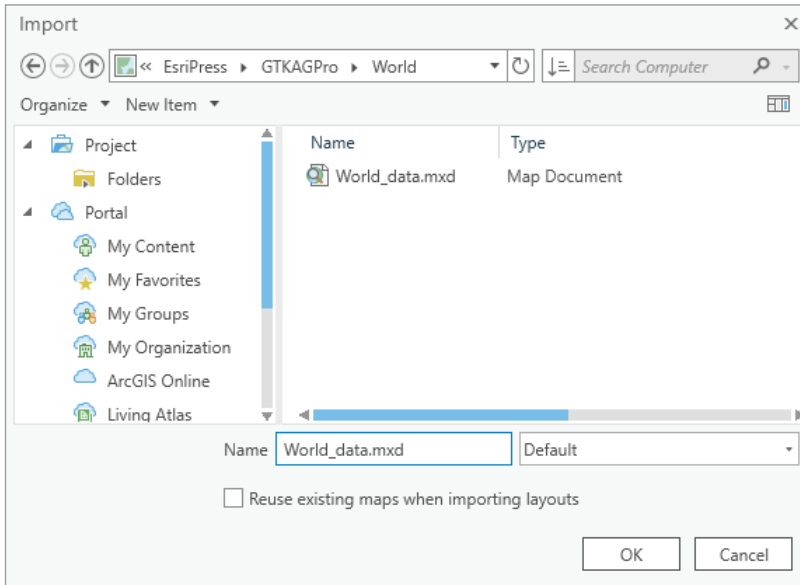 Import
« EsriPress GTKAGPro World Search Computer
Organize New Item
Project
Folders
Portal
My Content
My Favorites
My Groups
My Organization
ArcGIS Online
Living Atlas
Name Type
World_data.mxd Map Document
Name World_data.mxd Default
Reuse existing maps when importing layouts
OK Cancel